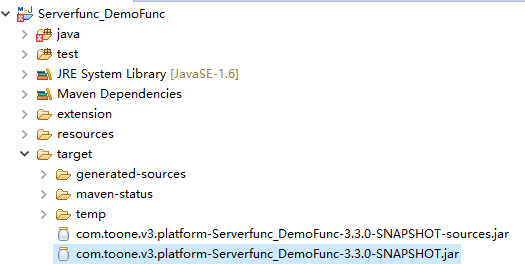 Serverfunc_DemoFunc
java
test
JRE System Library [JavaSE-1.6]
Maven Dependencies
extension
resources
target
generated-sources
maven-status
temp
com.toone.v3.platform-Serverfunc_DemoFunc-3.3.0-SNAPSHOT-sources.jar
com.toone.v3.platform-Serverfunc_DemoFunc-3.3.0-SNAPSHOT.jar